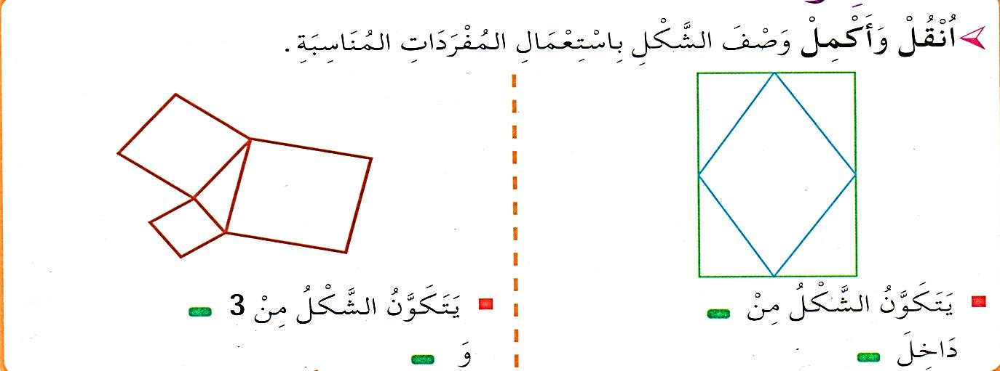 اُنْقُلْ وَأَكْمِلْ وَصْفَ الشَّكْلِ بِاسْتِعْمَالِ المُفْرَدَاتِ المُنَاسِبَةِ .
يَتَكَوَّنُ الشَّكْلُ مِنْ
دَاخِلَ
يَتَكَوَّنُ الشَّكْلُ مِنْ 3
وَ